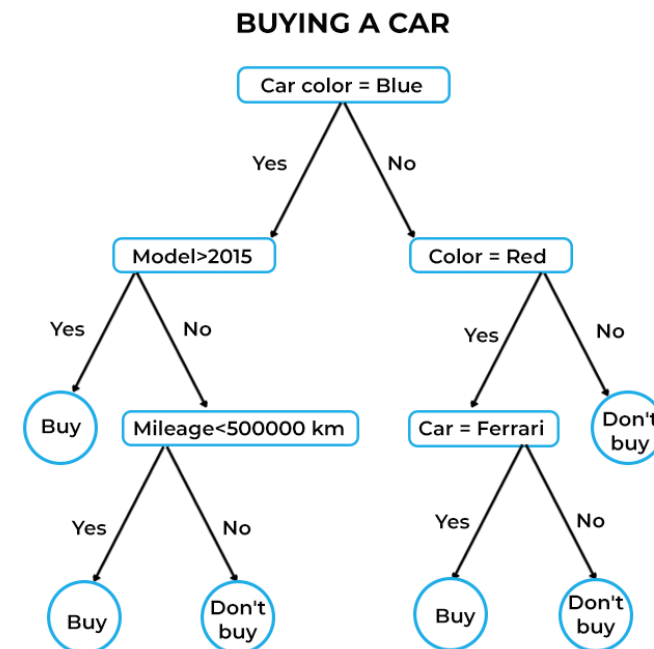 BUYING A CAR
Car color = Blue
Yes
No
Model>2015
Color = Red
Yes
No
Yes
No
Buy
Mileage<500000 km
Car = Ferrari
Don't
buy
Yes
No
Yes
No
Buy
Don't
buy
Buy
Don't
buy